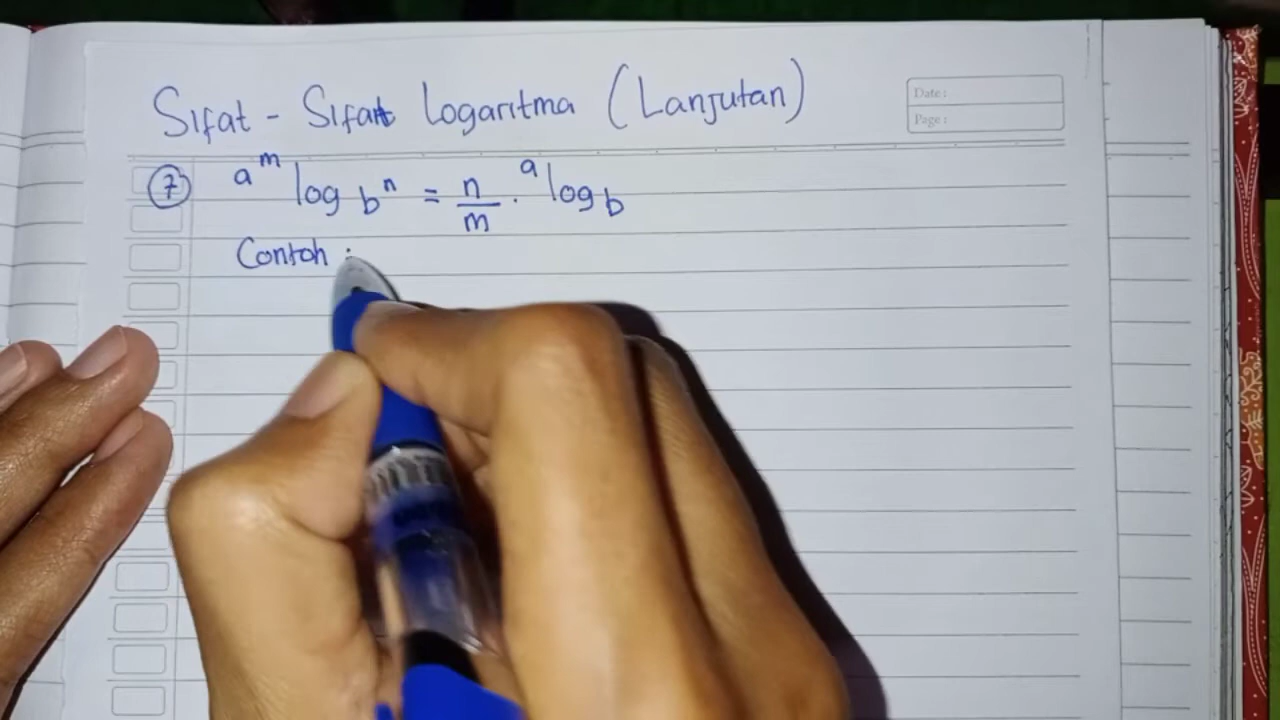 Sifat - Sifat Logaritma (Lanjutan)
Date:
Page:
7 a^m log b^n = n/m . ^a log b
Contoh :